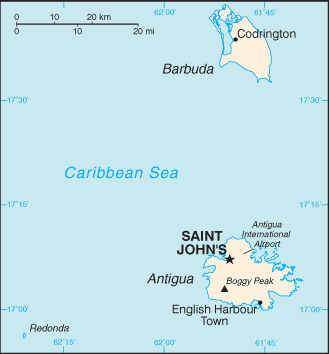 62°00'
61°45'
0 10 20 km
0 10 20 mi
Codrington
Barbuda
17°30'
17°30'
Caribbean Sea
17°15'
17°15'
SAINT
JOHN'S
Antigua
International
Airport
Antigua
Boggy Peak
English Harbour
Town
17°00'
17°00'
Redonda
62°15'
62°00'
61°45'